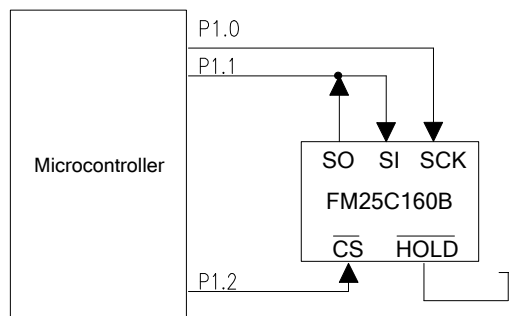 P1.0
P1.1
SO SI SCK
Microcontroller
FM25C160B
CS HOLD
P1.2